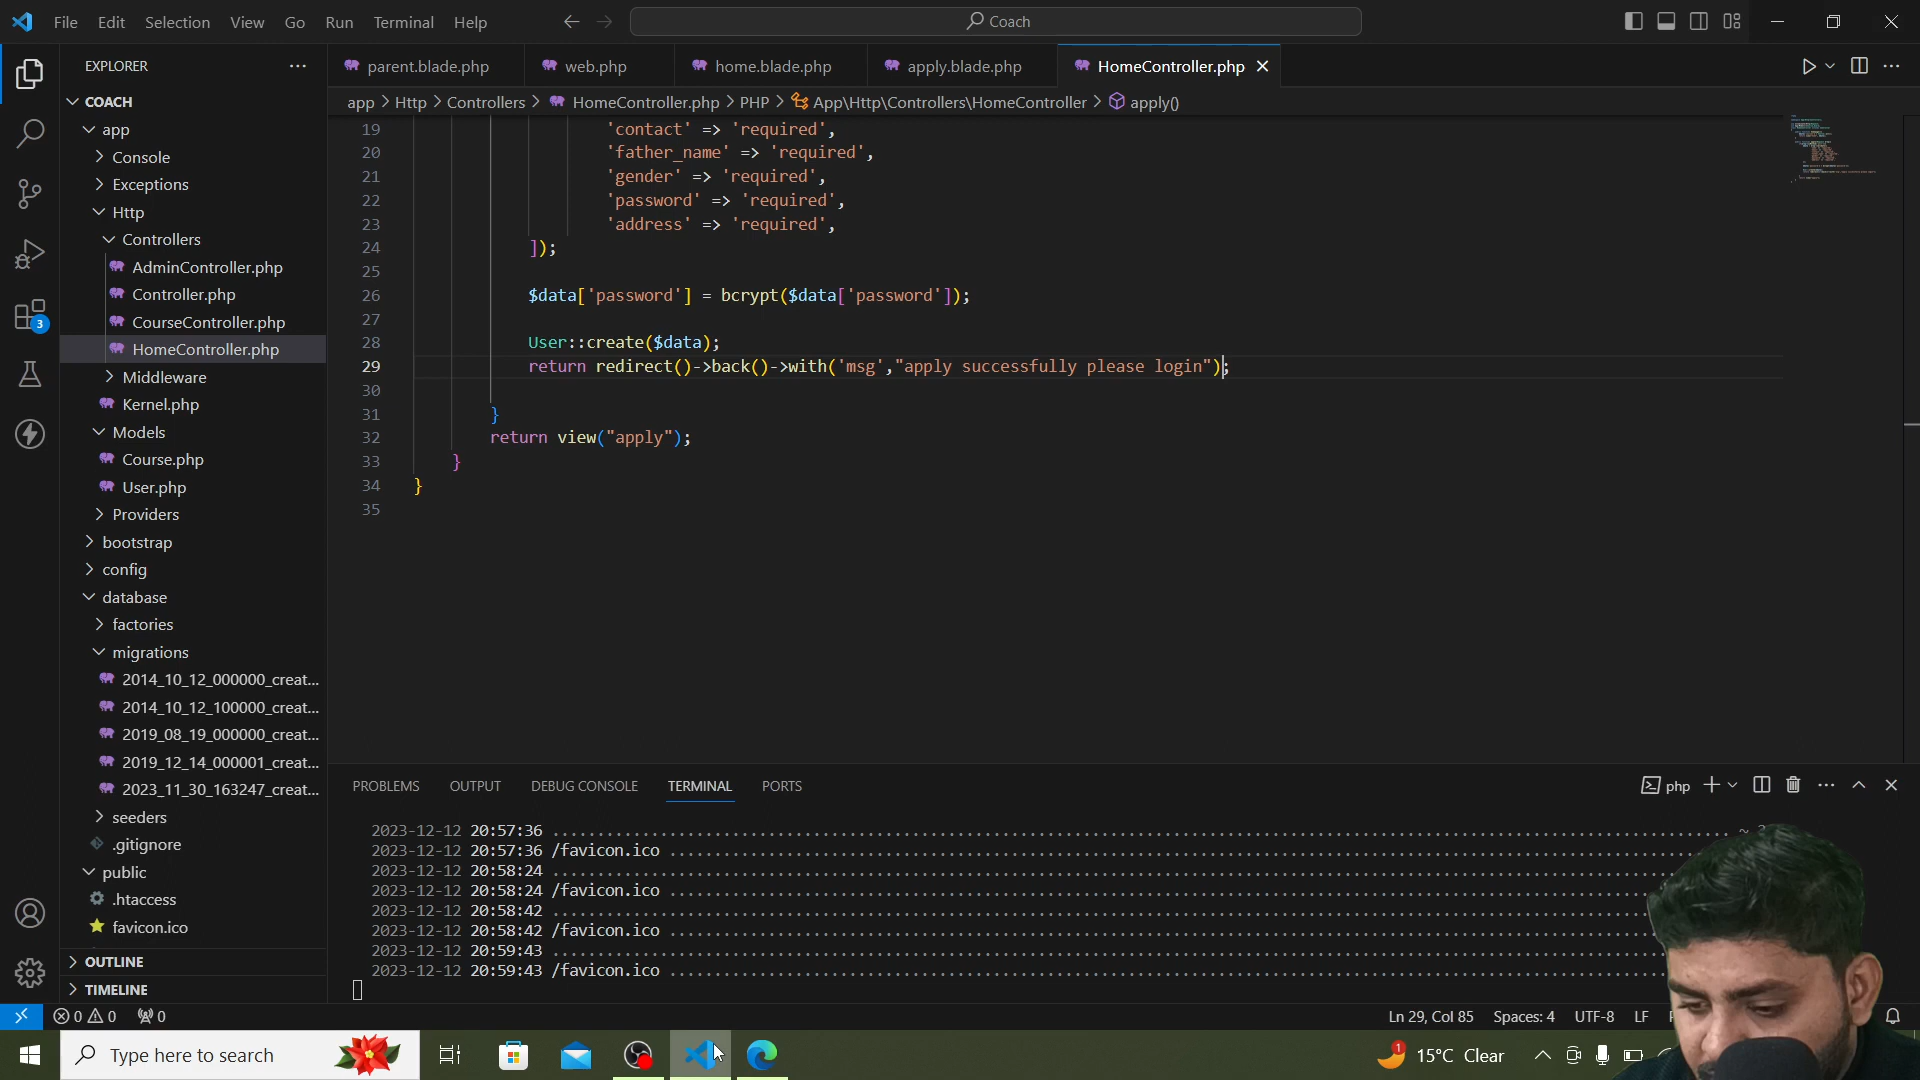 File Edit Selection View Go Run Terminal Help
Coach
EXPLORER
parent.blade.php
web.php
home.blade.php
apply.blade.php
HomeController.php
COACH
app
Console
Exceptions
Http
Controllers
AdminController.php
Controller.php
CourseController.php
HomeController.php
Middleware
Kernel.php
Models
Course.php
User.php
Providers
bootstrap
config
database
factories
migrations
2014_10_12_000000_creat...
2014_10_12_100000_creat...
2019_08_19_000000_creat...
2019_12_14_000001_creat...
2023_11_30_163247_creat...
seeders
.gitignore
public
.htaccess
favicon.ico
OUTLINE
TIMELINE
app > Http > Controllers > HomeController.php > PHP > App\Http\Controllers\HomeController > apply()
19 'contact' => 'required',
20 'father_name' => 'required',
21 'gender' => 'required',
22 'password' => 'required',
23 'address' => 'required',
24 ]);
25
26 $data['password'] = bcrypt($data['password']);
27
28 User::create($data);
29 return redirect()->back()->with('msg',"apply successfully please login");
30
31 }
32 return view("apply");
33 }
34 }
35
PROBLEMS OUTPUT DEBUG CONSOLE TERMINAL PORTS
php
2023-12-12 20:57:36
2023-12-12 20:57:36 /favicon.ico
2023-12-12 20:58:24
2023-12-12 20:58:24 /favicon.ico
2023-12-12 20:58:42
2023-12-12 20:58:42 /favicon.ico
2023-12-12 20:59:43
2023-12-12 20:59:43 /favicon.ico
3
0 0 0
Ln 29, Col 85 Spaces: 4 UTF-8 LF
Type here to search
1
15°C Clear